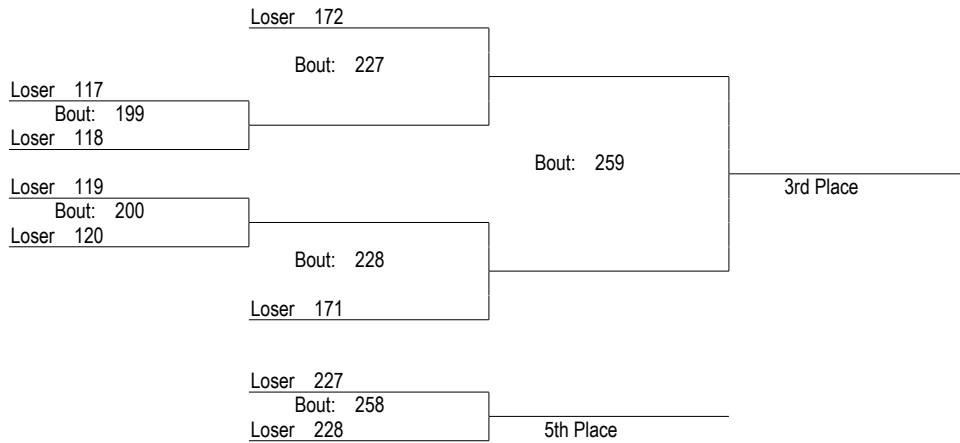 Loser 172
Bout: 227
Loser 117
Bout: 199
Loser 118
Bout: 259
Loser 119
3rd Place
Bout: 200
Loser 120
Bout: 228
Loser 171
Loser 227
Bout: 258
Loser 228
5th Place